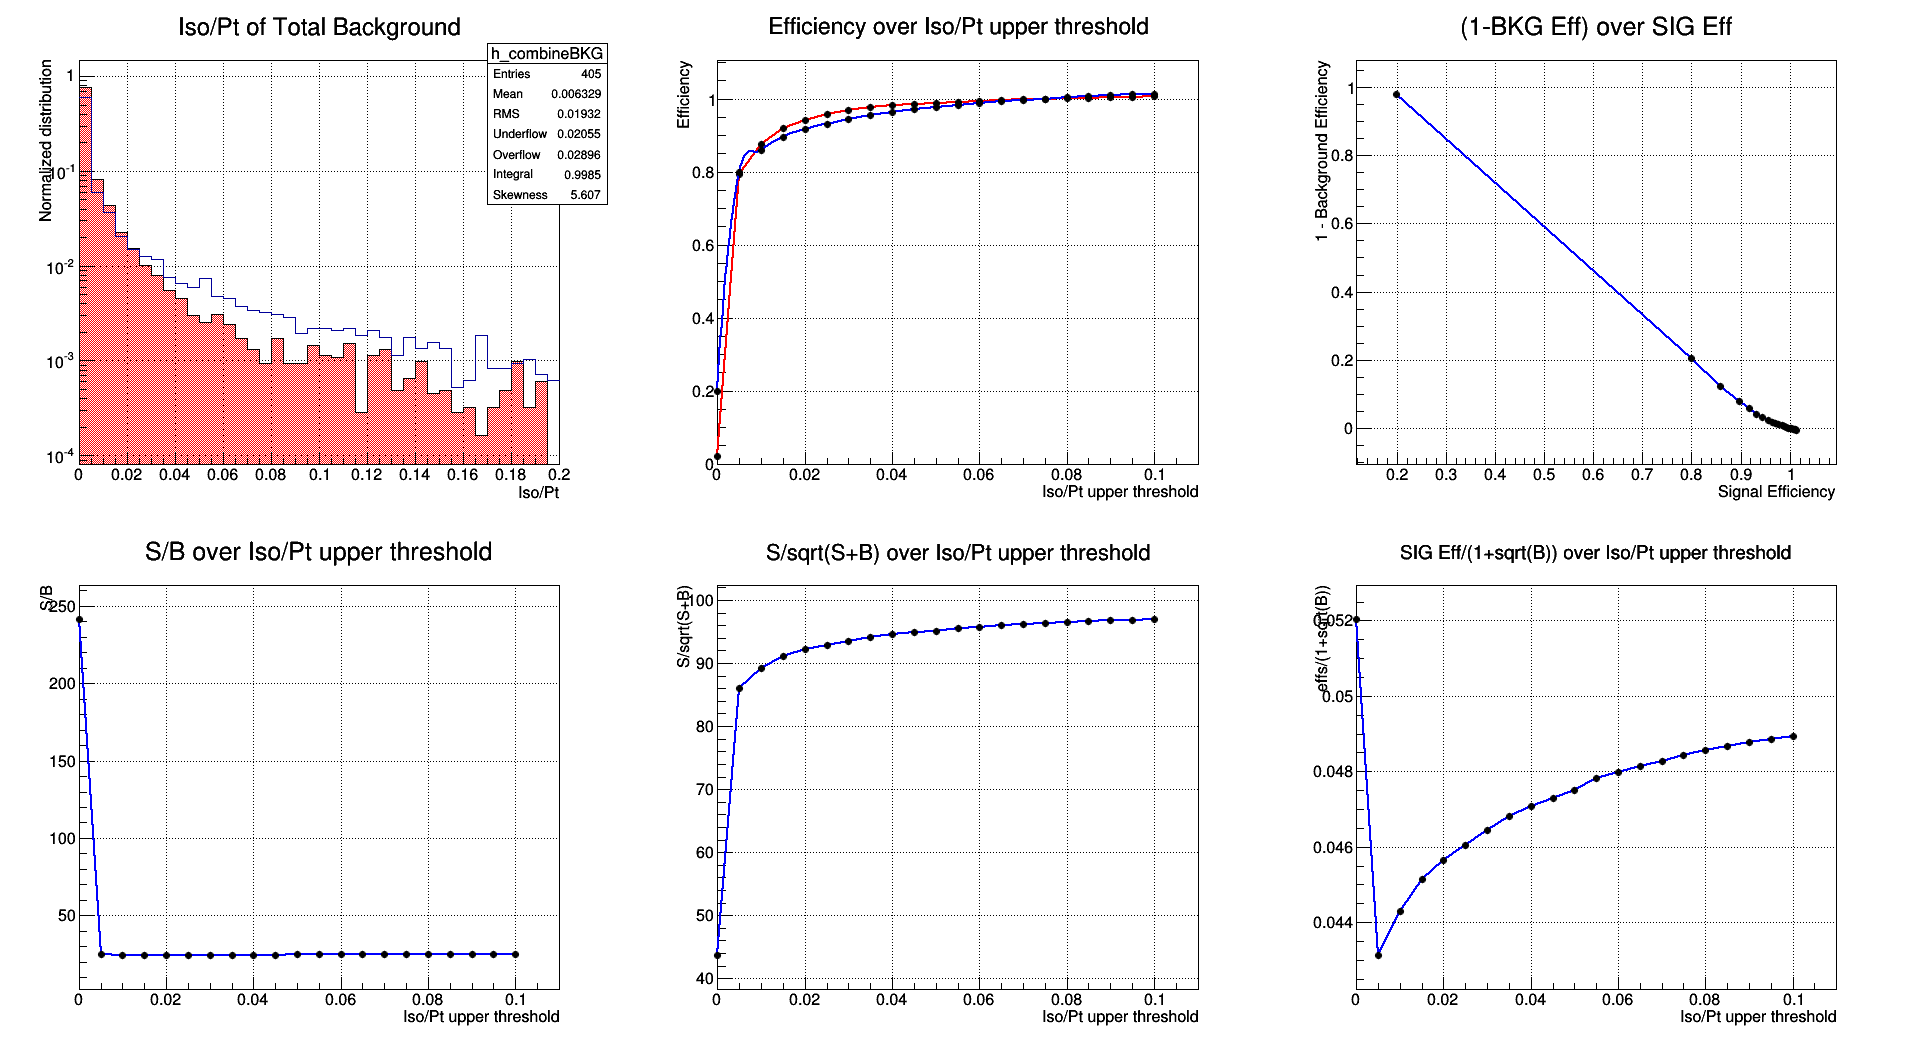 Iso/Pt of Total Background
h_combineBKG
Entries 405
Mean 0.006329
RMS 0.01932
Underflow 0.02055
Overflow 0.02896
Integral 0.9985
Skewness 5.607
Normalized distribution
1
10-1
10-2
10-3
10-4
0 0.02 0.04 0.06 0.08 0.1 0.12 0.14 0.16 0.18 0.2
Iso/Pt
Efficiency over Iso/Pt upper threshold
Efficiency
1
0.8
0.6
0.4
0.2
0
0 0.02 0.04 0.06 0.08 0.1
Iso/Pt upper threshold
(1-BKG Eff) over SIG Eff
1 - Background Efficiency
1
0.8
0.6
0.4
0.2
0
0.2 0.3 0.4 0.5 0.6 0.7 0.8 0.9 1
Signal Efficiency
S/B over Iso/Pt upper threshold
S/B
250
200
150
100
50
0 0.02 0.04 0.06 0.08 0.1
Iso/Pt upper threshold
S/sqrt(S+B) over Iso/Pt upper threshold
S/sqrt(S+B)
100
90
80
70
60
50
40
0 0.02 0.04 0.06 0.08 0.1
Iso/Pt upper threshold
SIG Eff/(1+sqrt(B)) over Iso/Pt upper threshold
effs/(1+sqrt(B))
0.052
0.05
0.048
0.046
0.044
0 0.02 0.04 0.06 0.08 0.1
Iso/Pt upper threshold